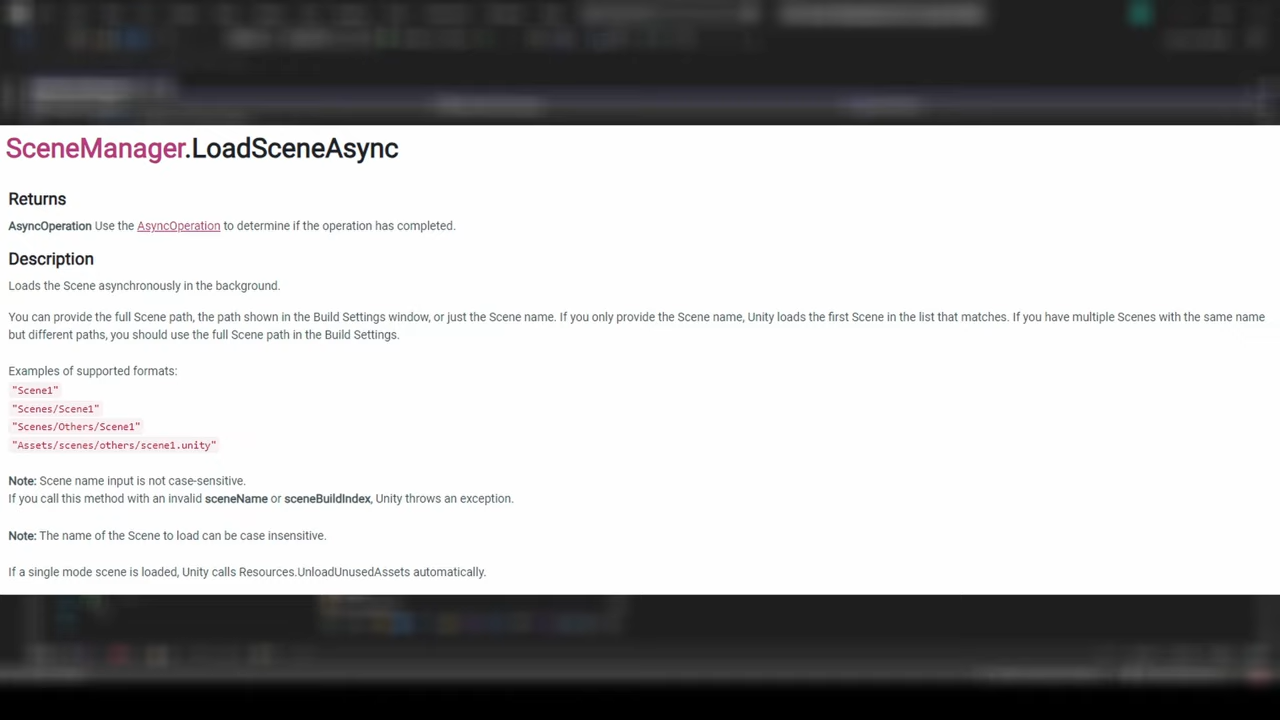 SceneManager.LoadSceneAsync
Returns
AsyncOperation Use the AsyncOperation to determine if the operation has completed.
Description
Loads the Scene asynchronously in the background.
You can provide the full Scene path, the path shown in the Build Settings window, or just the Scene name. If you only provide the Scene name, Unity loads the first Scene in the list that matches. If you have multiple Scenes with the same name
but different paths, you should use the full Scene path in the Build Settings.
Examples of supported formats:
"Scene1"
"Scenes/Scene1"
"Scenes/Others/Scene1"
"Assets/scenes/others/scene1.unity"
Note: Scene name input is not case-sensitive.
If you call this method with an invalid sceneName or sceneBuildIndex, Unity throws an exception.
Note: The name of the Scene to load can be case insensitive.
If a single mode scene is loaded, Unity calls Resources.UnloadUnusedAssets automatically.